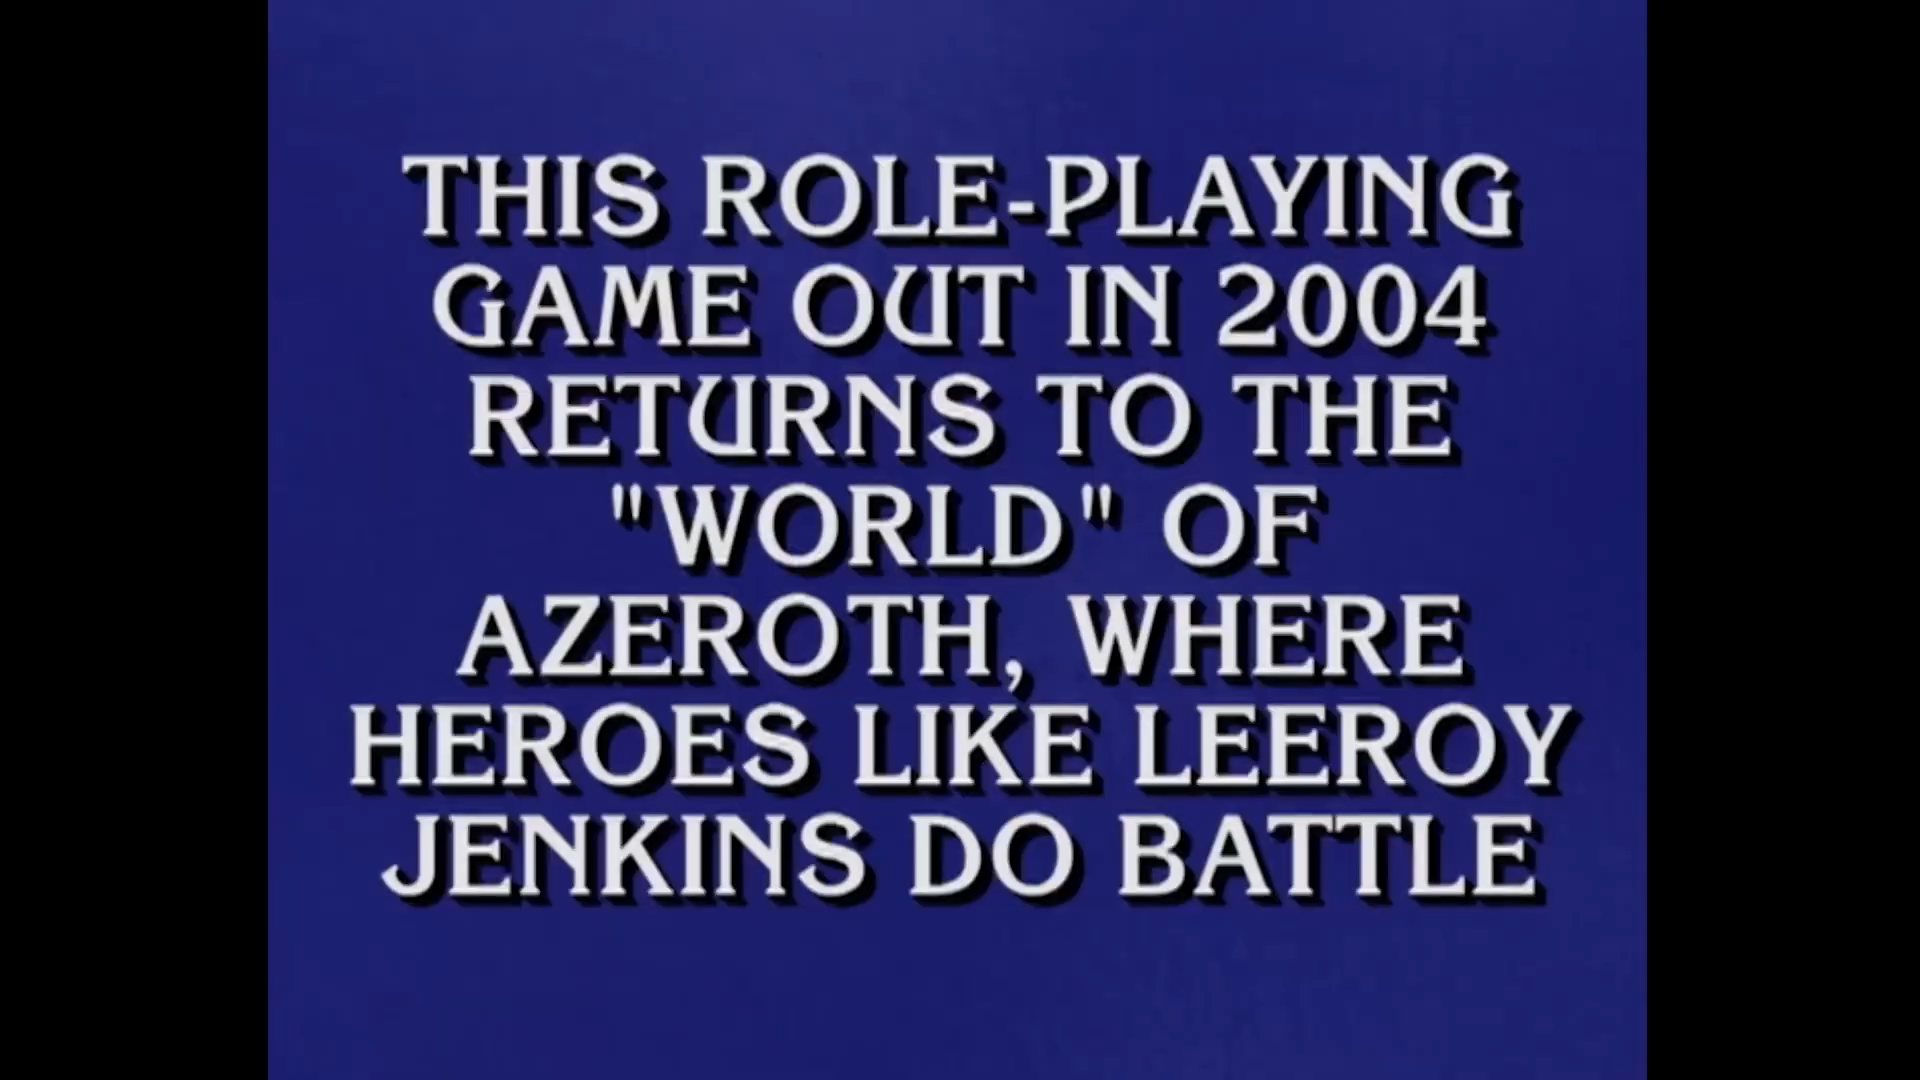 THIS ROLE-PLAYING
GAME OUT IN 2004
RETURNS TO THE
"WORLD" OF
AZEROTH, WHERE
HEROES LIKE LEEROY
JENKINS DO BATTLE